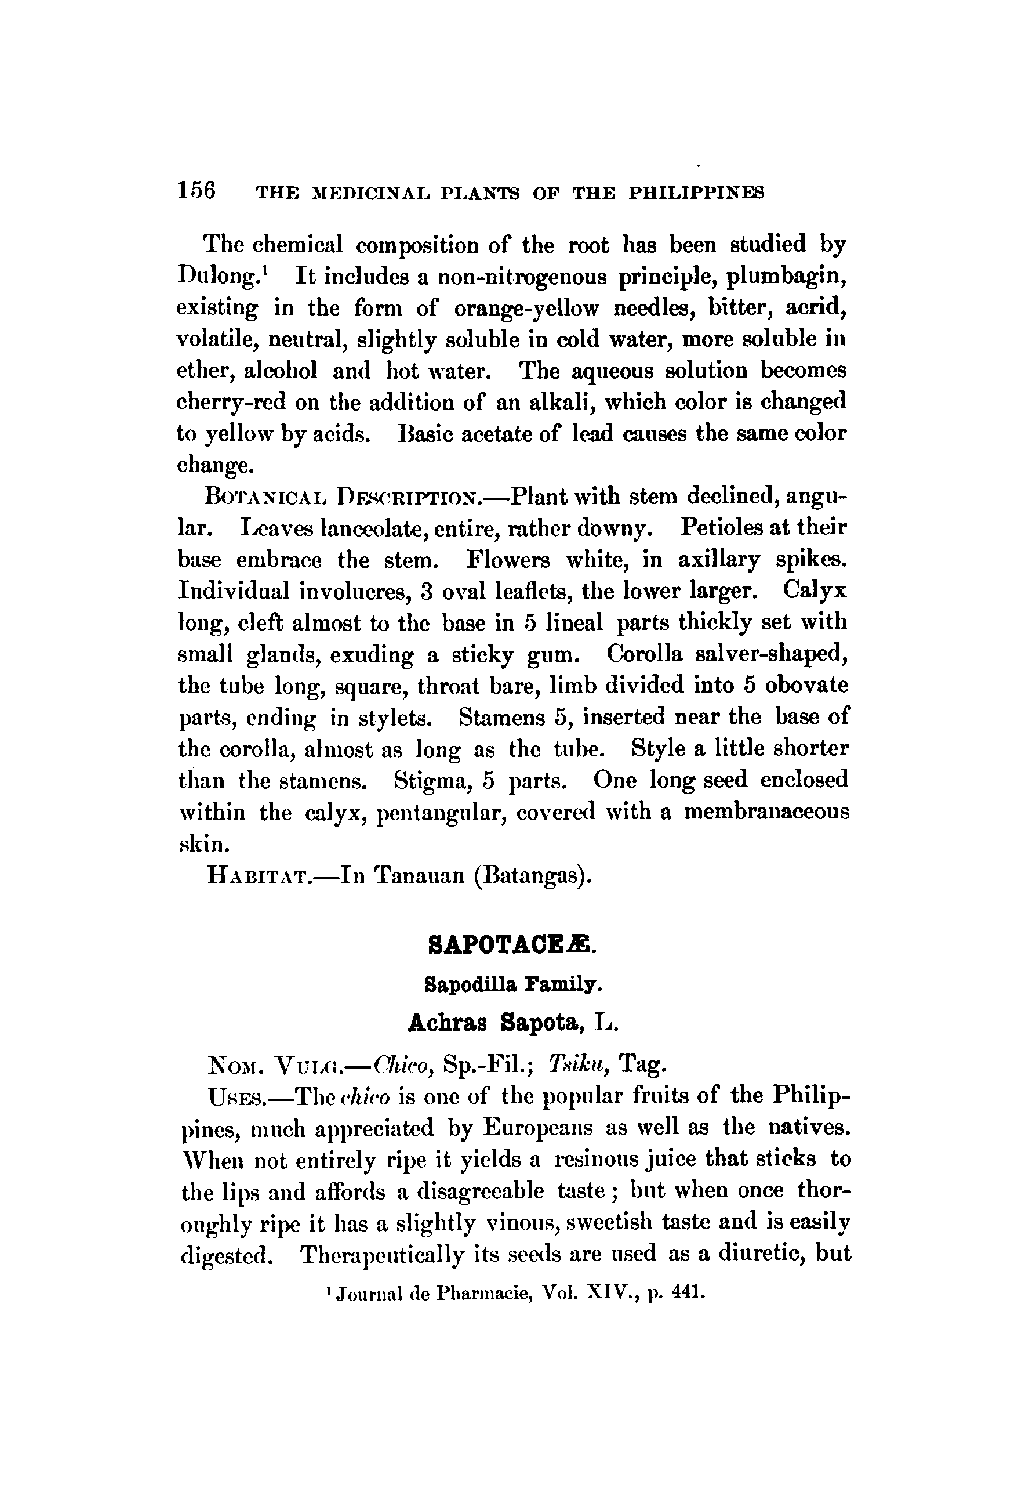 156 THE MEDICINAL PLANTS OF THE PHILIPPINES
The chemical composition of the root has been studied by
Dulong.¹ It includes a non-nitrogenous principle, plumbagin,
existing in the form of orange-yellow needles, bitter, acrid,
volatile, neutral, slightly soluble in cold water, more soluble in
ether, alcohol and hot water. The aqueous solution becomes
cherry-red on the addition of an alkali, which color is changed
to yellow by acids. Basic acetate of lead causes the same color
change.
BOTANICAL DESCRIPTION.—Plant with stem declined, angu-
lar. Leaves lanceolate, entire, rather downy. Petioles at their
base embrace the stem. Flowers white, in axillary spikes.
Individual involucres, 3 oval leaflets, the lower larger. Calyx
long, cleft almost to the base in 5 lineal parts thickly set with
small glands, exuding a sticky gum. Corolla salver-shaped,
the tube long, square, throat bare, limb divided into 5 obovate
parts, ending in stylets. Stamens 5, inserted near the base of
the corolla, almost as long as the tube. Style a little shorter
than the stamens. Stigma, 5 parts. One long seed enclosed
within the calyx, pentangular, covered with a membranaceous
skin.
HABITAT.—In Tanauan (Batangas).
SAPOTACEÆ.
Sapodilla Family.
Achras Sapota, L.
NOM. VULG.—Chico, Sp.-Fil.; Tsiku, Tag.
USES.—The chico is one of the popular fruits of the Philip-
pines, much appreciated by Europeans as well as the natives.
When not entirely ripe it yields a resinous juice that sticks to
the lips and affords a disagreeable taste; but when once thor-
oughly ripe it has a slightly vinous, sweetish taste and is easily
digested. Therapeutically its seeds are used as a diuretic, but
¹ Journal de Pharmacie, Vol. XIV., p. 441.